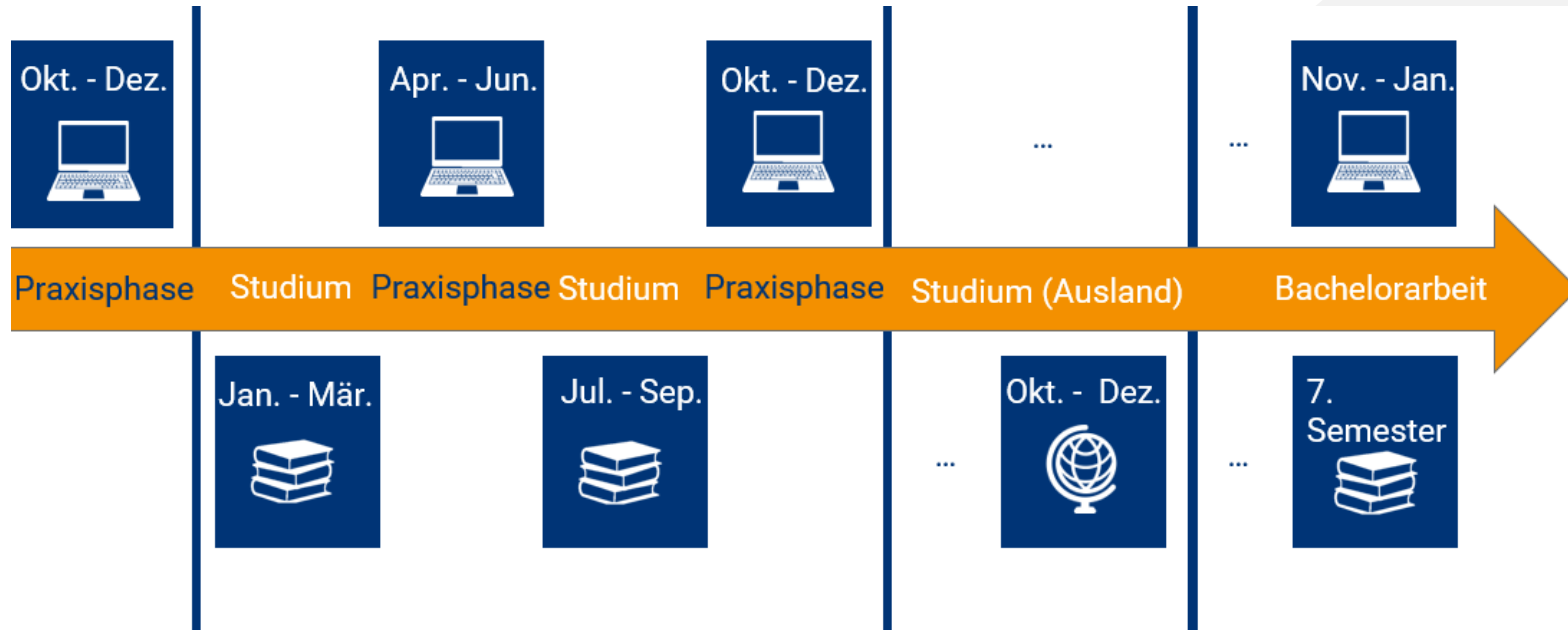 Okt. - Dez.
Apr. - Jun.
Okt. - Dez.
...
...
Nov. - Jan.
Praxisphase
Studium
Praxisphase
Studium
Praxisphase
Studium (Ausland)
Bachelorarbeit
Jan. - Mär.
Jul. - Sep.
...
Okt. - Dez.
...
7.
Semester